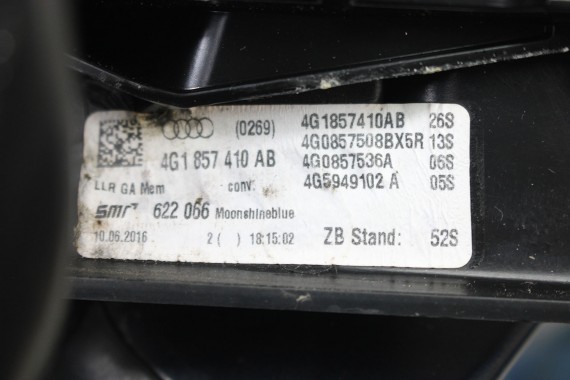 (0269) 4G1857410AB 26S
4G0857508BX5R 13S
4G1 857 410 AB 4G0857536A 06S
LLR GA Mem conv. 4G5949102 A 05S
smr 622 066 Moonshineblue
10.06.2016 2 ( ) 18:15:02 ZB Stand: 52S